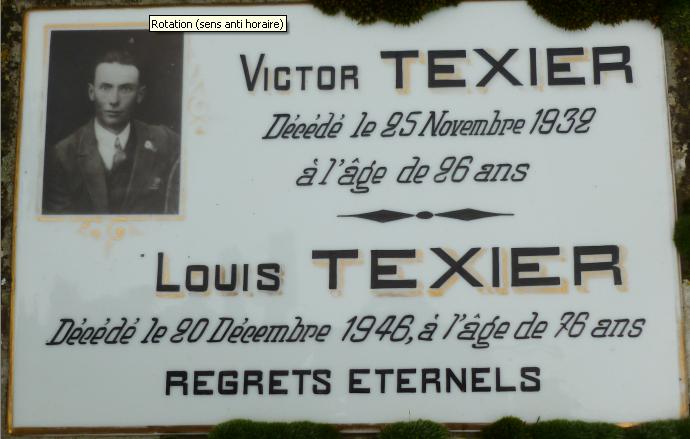 Rotation (sens anti horaire)
VICTOR TEXIER
Décédé le 25 Novembre 1932
à l'âge de 26 ans
LOUIS TEXIER
Décédé le 20 Décembre 1946, à l'âge de 76 ans
REGRETS ETERNELS